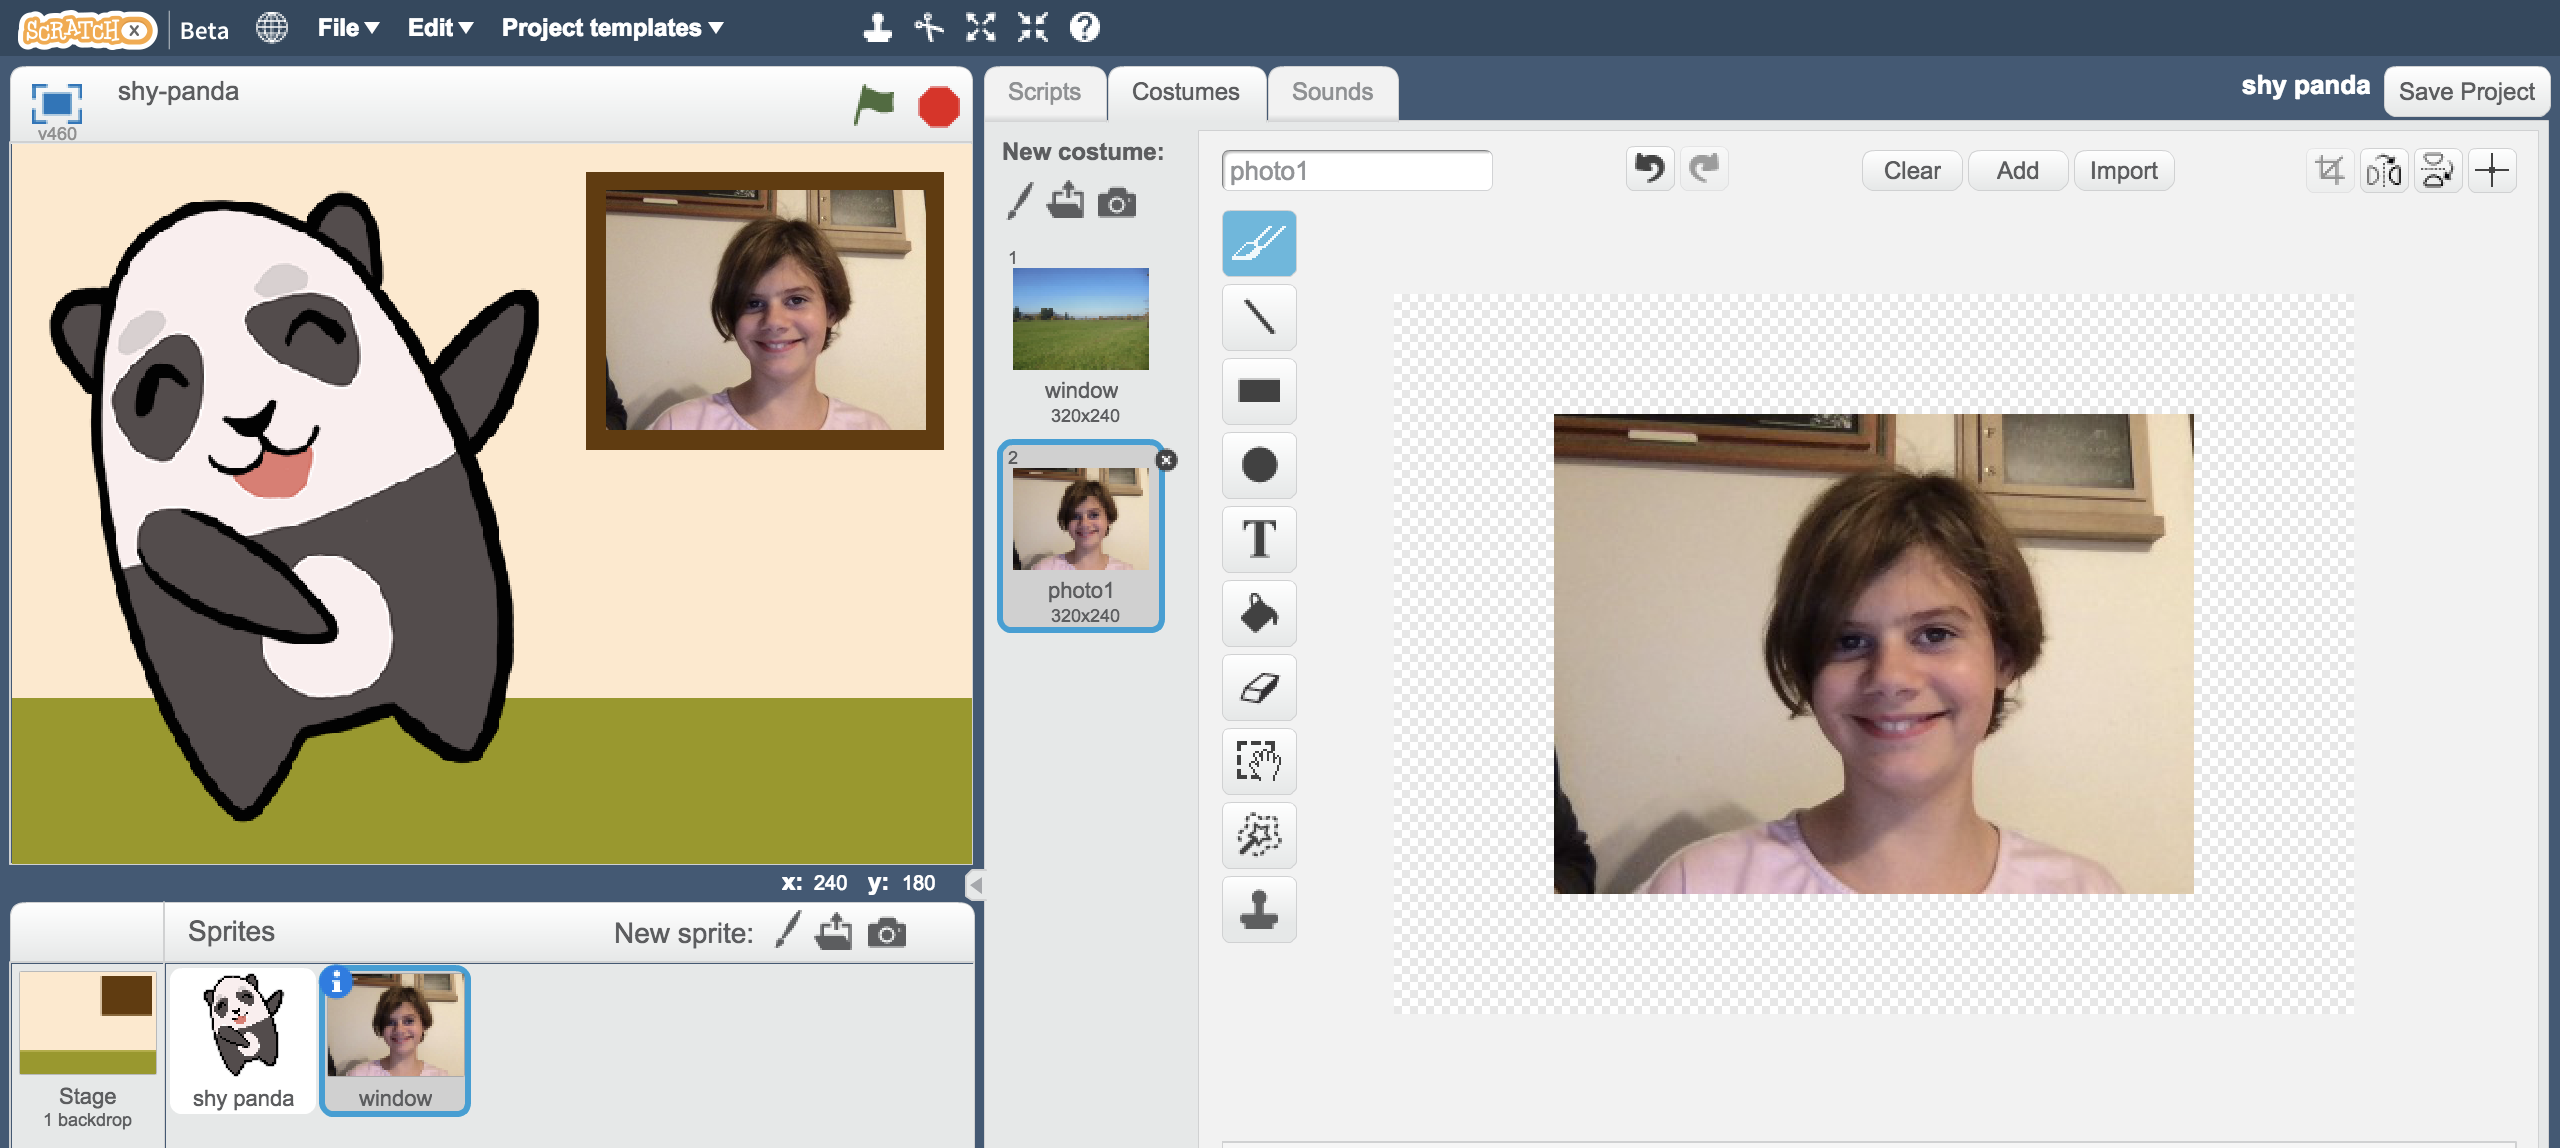 SCRATCHX
Beta
File
Edit
Project templates
shy-panda
v460
Scripts
Costumes
Sounds
shy panda
Save Project
New costume:
photo1
Clear
Add
Import
1
window
320x240
2
photo1
320x240
T
x: 240 y: 180
Sprites
New sprite:
Stage
1 backdrop
shy panda
window